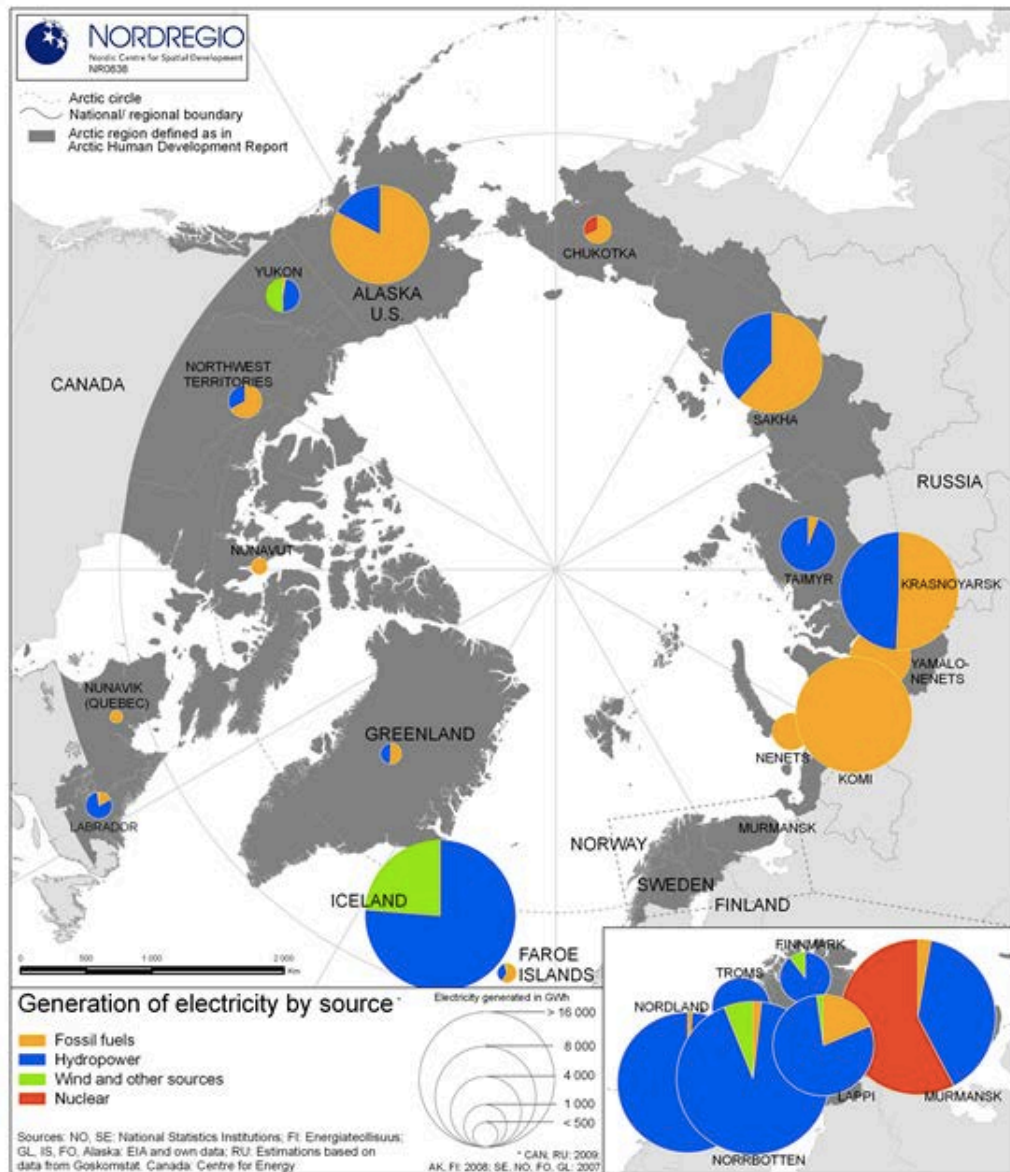 NORDREGIO
Nordic Centre for Spatial Development
NR0638
Arctic circle
National/ regional boundary
Arctic region defined as in
Arctic Human Development Report
CHUKOTKA
YUKON
ALASKA
U.S.
NORTHWEST
TERRITORIES
CANADA
SAKHA
RUSSIA
NUNAVUT
TAIMYR
KRASNOYARSK
YAMALO-
NENETS
NUNAVIK
(QUEBEC)
GREENLAND
NENETS
KOMI
LABRADOR
MURMANSK
NORWAY
SWEDEN
FINLAND
ICELAND
FAROE
ISLANDS
0 500 1 000 2 000
Km
FINNMARK
TROMS
NORDLAND
LAPPI
MURMANSK
NORRBOTTEN
Generation of electricity by source *
Fossil fuels
Hydropower
Wind and other sources
Nuclear
Electricity generated in GWh
> 16 000
8 000
4 000
1 000
< 500
Sources: NO, SE: National Statistics Institutions; FI: Energiateollisuus;
GL, IS, FO, Alaska: EIA and own data; RU: Estimations based on
data from Goskomstat. Canada: Centre for Energy
* CAN, RU: 2009;
AK, FI: 2008; SE, NO, FO, GL: 2007